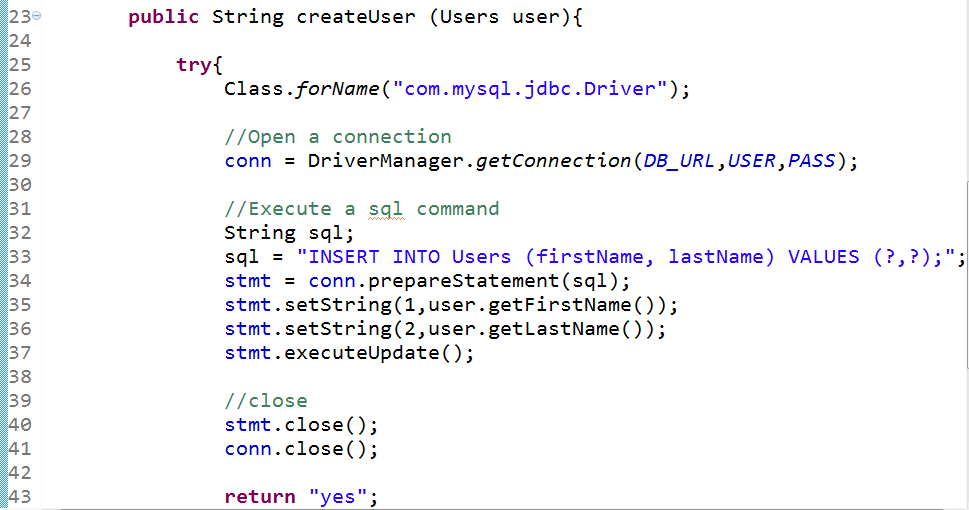 23 public String createUser (Users user){
24
25 try{
26 Class.forName("com.mysql.jdbc.Driver");
27
28 //Open a connection
29 conn = DriverManager.getConnection(DB_URL,USER,PASS);
30
31 //Execute a sql command
32 String sql;
33 sql = "INSERT INTO Users (firstName, lastName) VALUES (?,?);";
34 stmt = conn.prepareStatement(sql);
35 stmt.setString(1,user.getFirstName());
36 stmt.setString(2,user.getLastName());
37 stmt.executeUpdate();
38
39 //close
40 stmt.close();
41 conn.close();
42
43 return "yes";